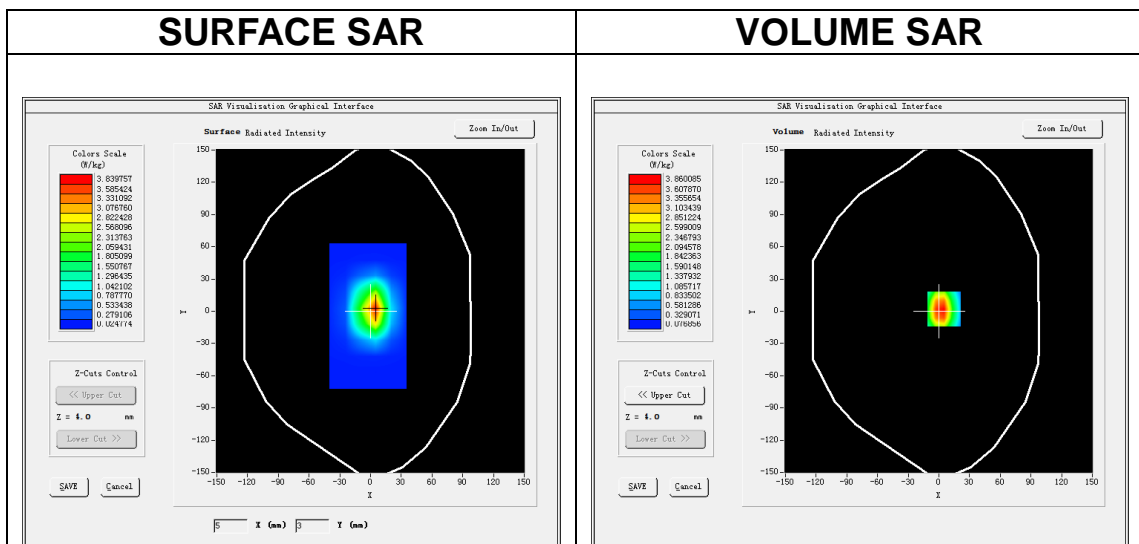 SURFACE SAR
VOLUME SAR
SAR Visualisation Graphical Interface
Surface Radiated Intensity
Zoom In/Out
Colors Scale
(W/kg)
3.839757
3.585424
3.331092
3.076760
2.822428
2.568096
2.313763
2.059431
1.805099
1.550767
1.296435
1.042102
0.787770
0.533438
0.279106
0.024774
150
120
90
60
30
0
-30
-60
-90
-120
-150
Y
-150 -120 -90 -60 -30 0 30 60 90 120 150
X
Z-Cuts Control
<< Upper Cut
Z = 4.0 mm
Lower Cut >>
SAVE Cancel
5 X (mm) 3 Y (mm)
SAR Visualisation Graphical Interface
Volume Radiated Intensity
Zoom In/Out
Colors Scale
(W/kg)
3.860085
3.607870
3.355654
3.103439
2.851224
2.599009
2.346793
2.094578
1.842363
1.590148
1.337932
1.085717
0.833502
0.581286
0.329071
0.076856
150
120
90
60
30
0
-30
-60
-90
-120
-150
Y
-150 -120 -90 -60 -30 0 30 60 90 120 150
X
Z-Cuts Control
<< Upper Cut
Z = 4.0 mm
Lower Cut >>
SAVE Cancel